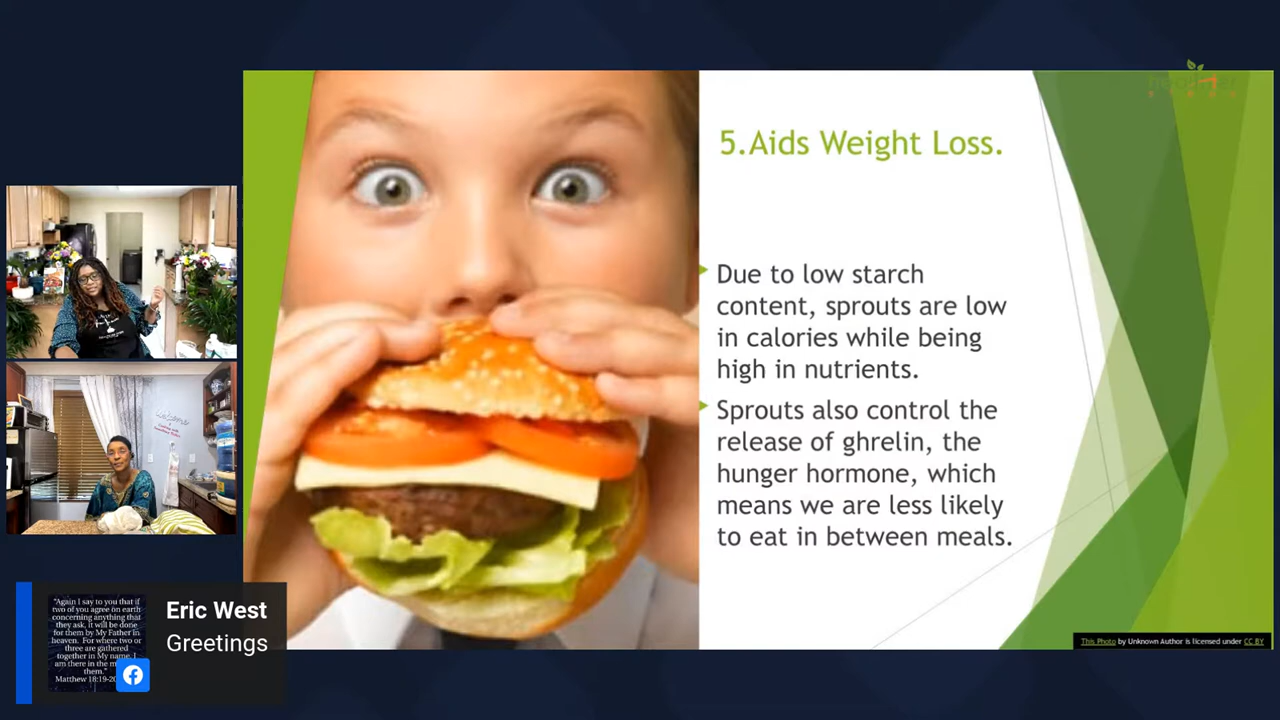 5.Aids Weight Loss.
Due to low starch
content, sprouts are low
in calories while being
high in nutrients.
Sprouts also control the
release of ghrelin, the
hunger hormone, which
means we are less likely
to eat in between meals.
This Photo by Unknown Author is licensed under CC BY
Welcome
"Again I say to you that if
two of you agree on earth
concerning anything that
they ask, it will be done
for them by My Father in
heaven. For where two or
three are gathered
together in My name, I
am there in the
them."
Matthew 18:19-20
Eric West
Greetings